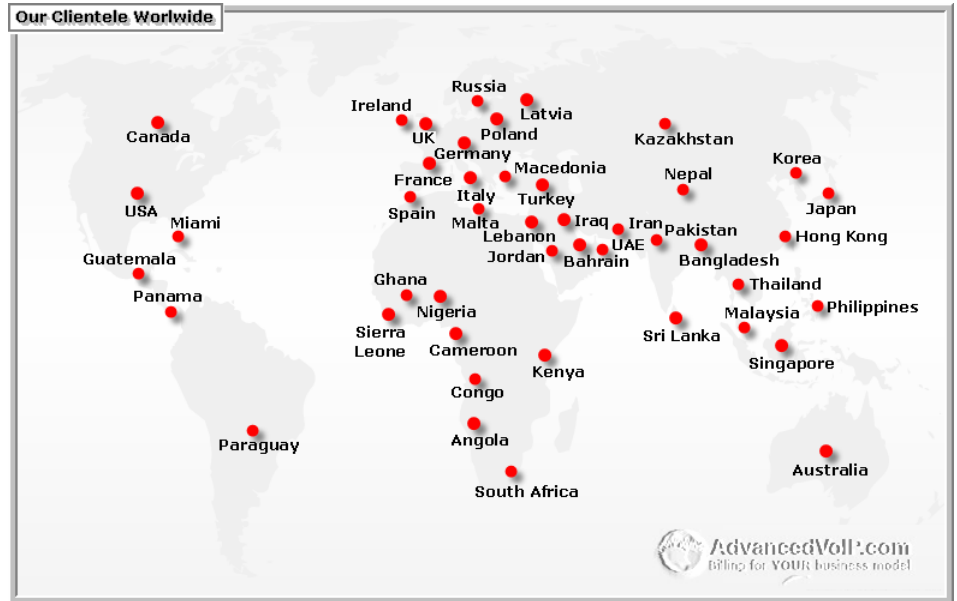 Our Clientele Worlwide
Russia
Ireland
Latvia
Canada
UK
Poland
Kazakhstan
Germany
Korea
Macedonia
Nepal
France
Italy
Turkey
USA
Spain
Japan
Miami
Malta
Iraq
Iran
Pakistan
Lebanon
Hong Kong
UAE
Guatemala
Jordan
Bahrain
Bangladesh
Ghana
Thailand
Panama
Nigeria
Malaysia
Philippines
Sierra
Leone
Sri Lanka
Cameroon
Singapore
Kenya
Congo
Paraguay
Angola
Australia
South Africa
AdvancedVoIP.com
Billing for YOUR business model